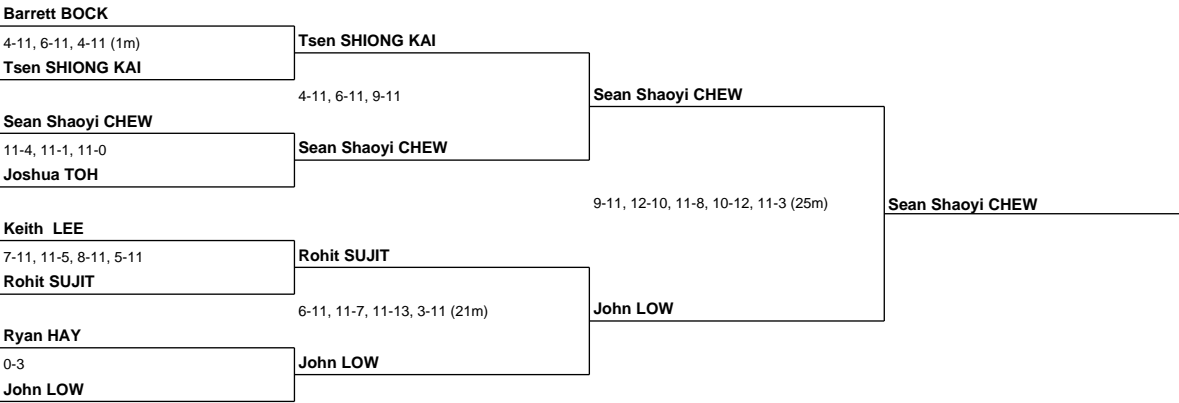 Barrett BOCK
4-11, 6-11, 4-11 (1m)
Tsen SHIONG KAI
Tsen SHIONG KAI
4-11, 6-11, 9-11
Sean Shaoyi CHEW
Sean Shaoyi CHEW
11-4, 11-1, 11-0
Joshua TOH
Sean Shaoyi CHEW
9-11, 12-10, 11-8, 10-12, 11-3 (25m)
Sean Shaoyi CHEW
Keith  LEE
7-11, 11-5, 8-11, 5-11
Rohit SUJIT
Rohit SUJIT
6-11, 11-7, 11-13, 3-11 (21m)
John LOW
Ryan HAY
0-3
John LOW
John LOW